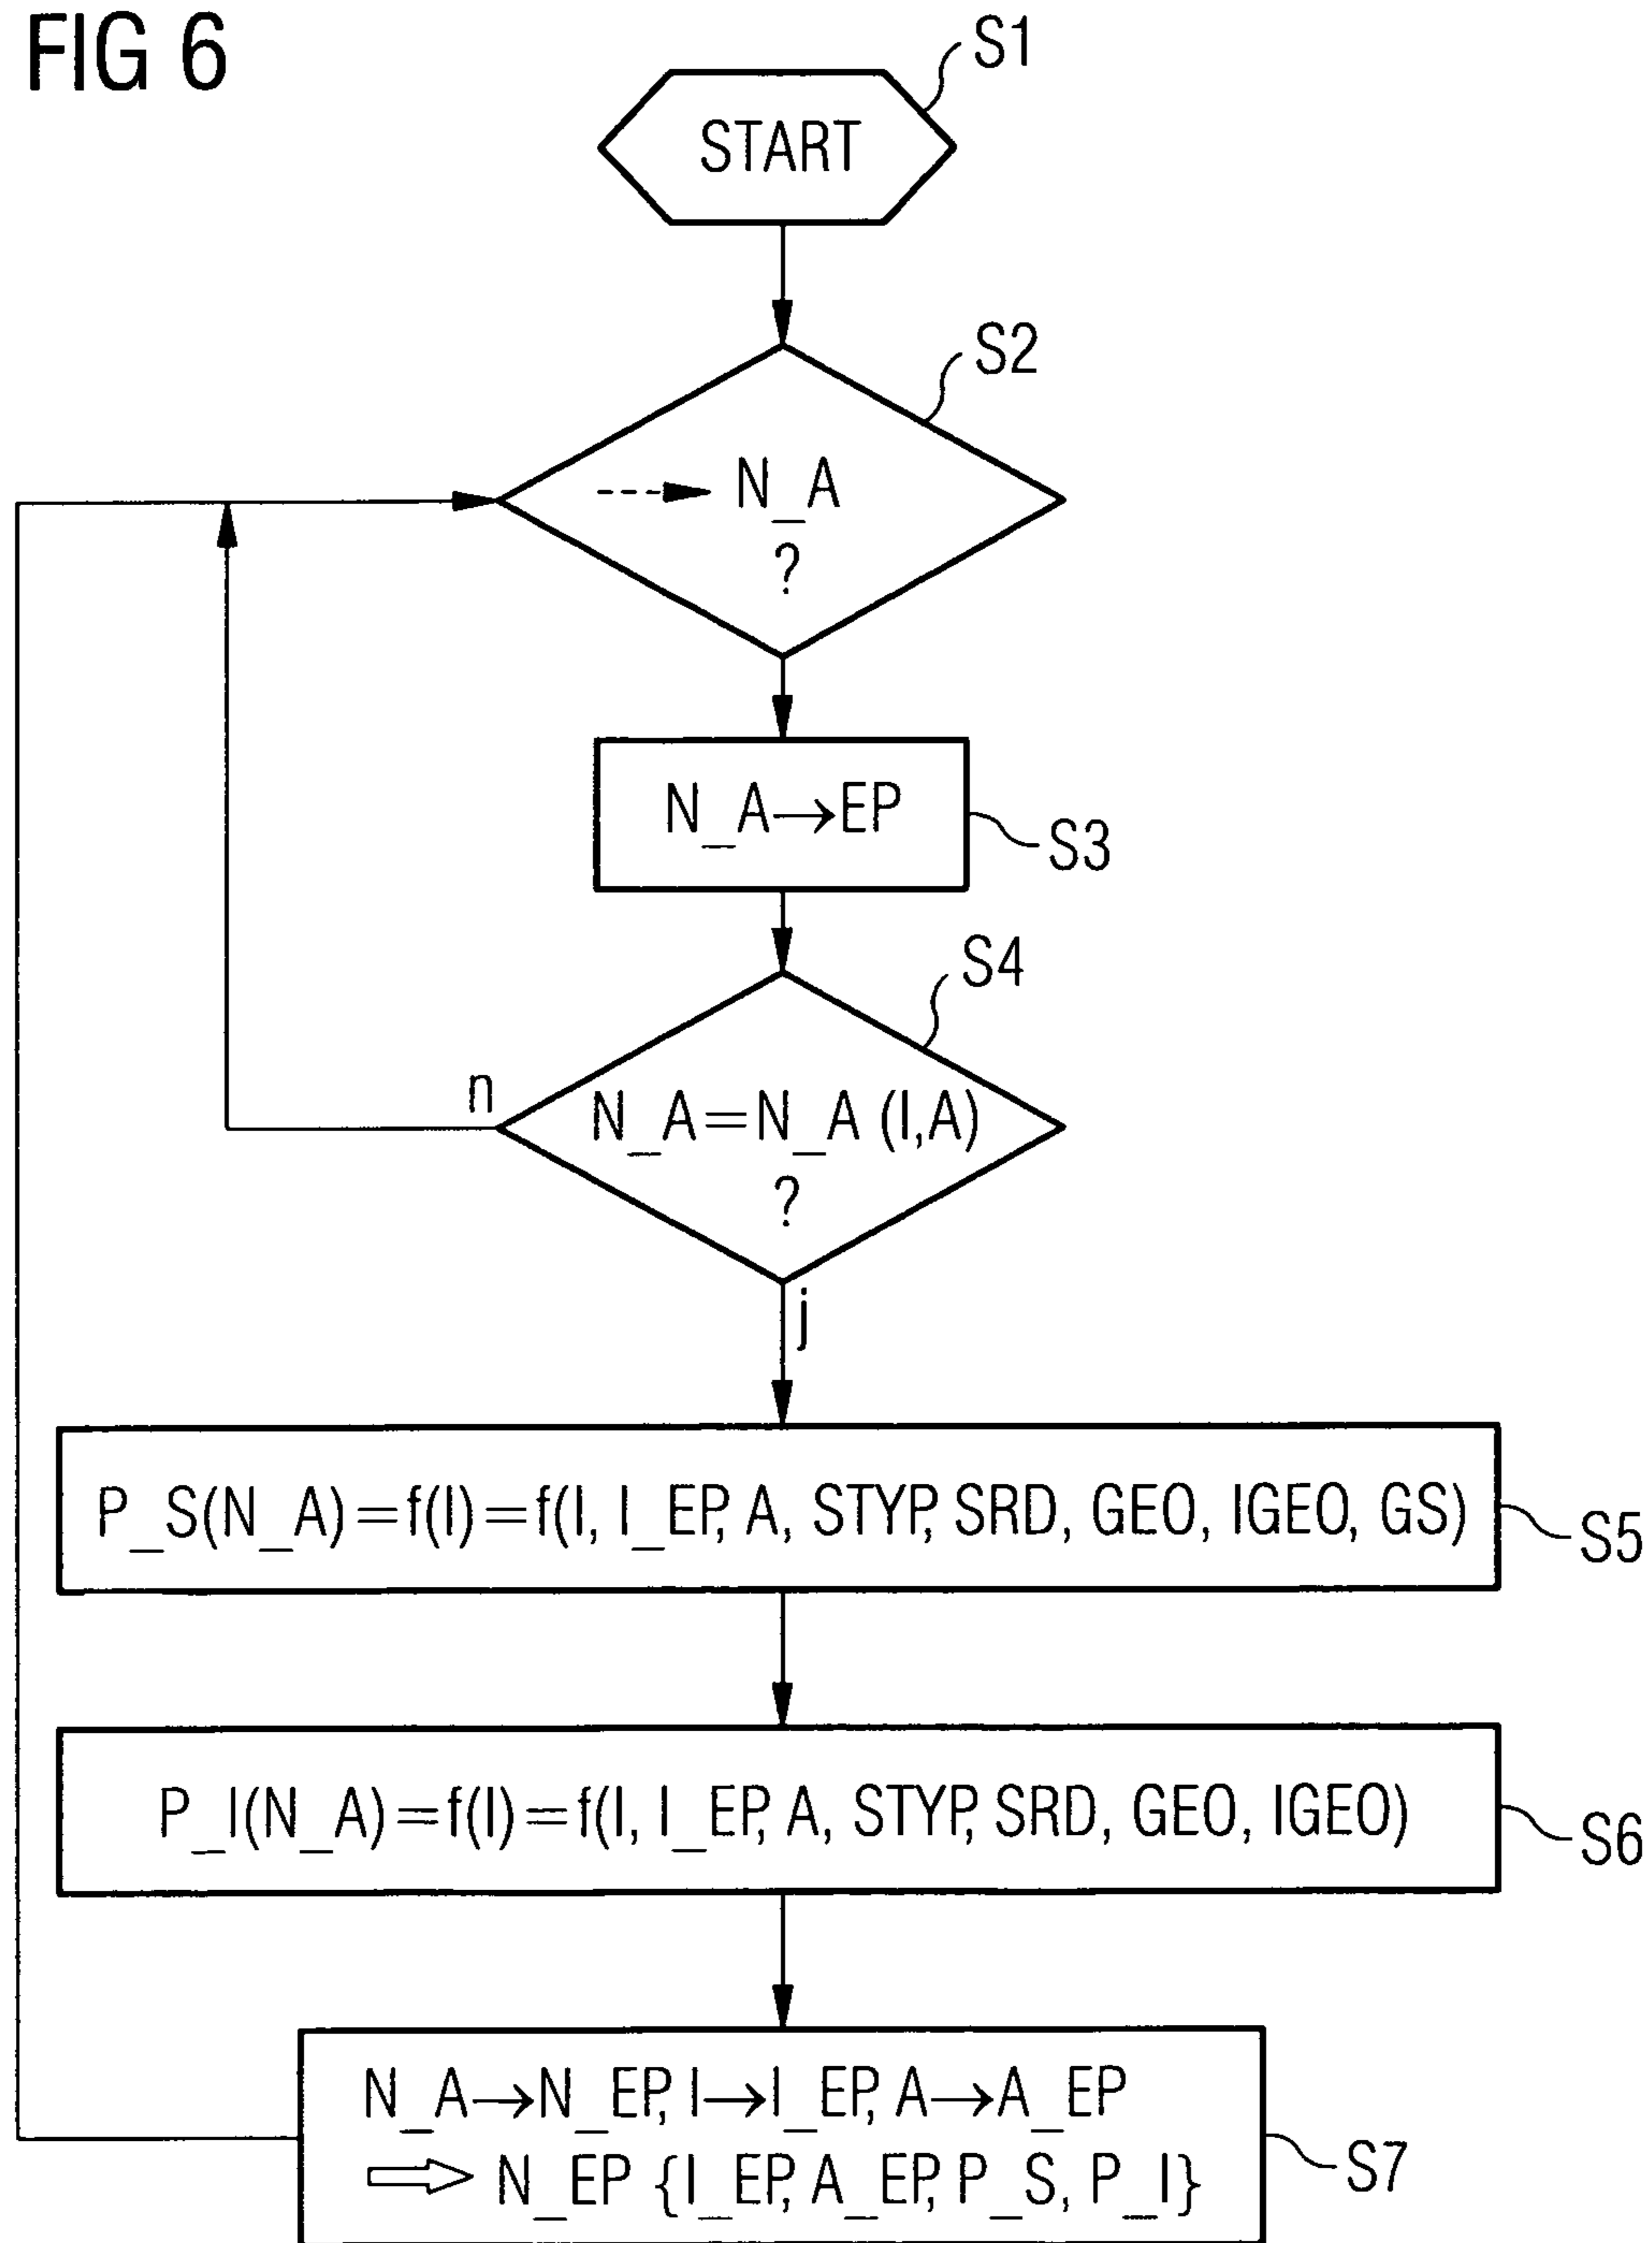 FIG 6
S1
START
S2
N_A
?
N_A→EP
S3
S4
n
N_A=N_A (I,A)
?
j
P_S(N_A)=f(I)=f(I, I_EP, A, STYP, SRD, GEO, IGEO, GS)
S5
P_I(N_A)=f(I)=f(I, I_EP, A, STYP, SRD, GEO, IGEO)
S6
N_A→N_EP, I→I_EP, A→A_EP
⇒ N_EP {I_EP, A_EP, P_S, P_I}
S7